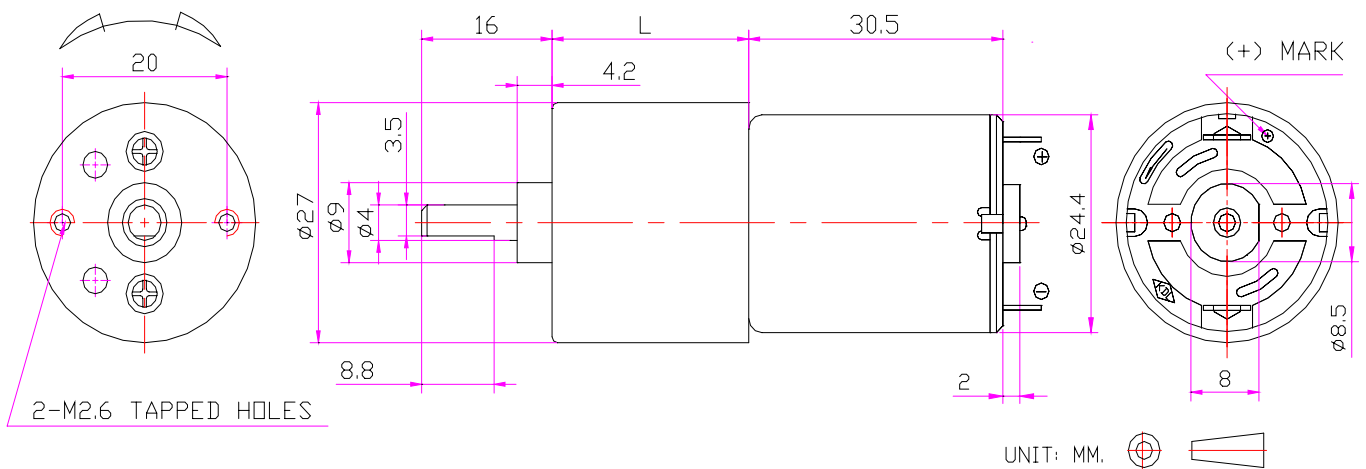 16
L
30.5
(+) MARK
20
4.2
3.5
ø27
ø9
ø4
ø24.4
ø8.5
8.8
2
8
2-M2.6 TAPPED HOLES
UNIT: MM.